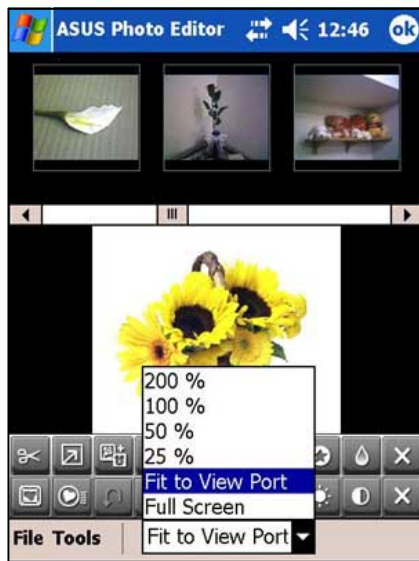 ASUS Photo Editor 12:46 ok
200 %
100 %
50 %
25 %
Fit to View Port
Full Screen
File Tools Fit to View Port